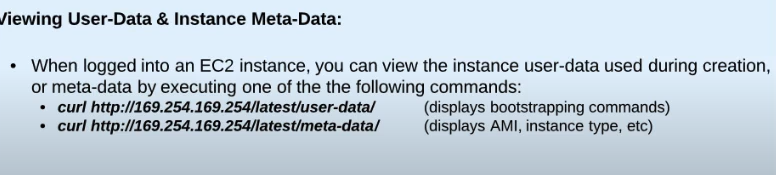 Viewing User-Data & Instance Meta-Data:
• When logged into an EC2 instance, you can view the instance user-data used during creation,
or meta-data by executing one of the the following commands:
• curl http://169.254.169.254/latest/user-data/ (displays bootstrapping commands)
• curl http://169.254.169.254/latest/meta-data/ (displays AMI, instance type, etc)